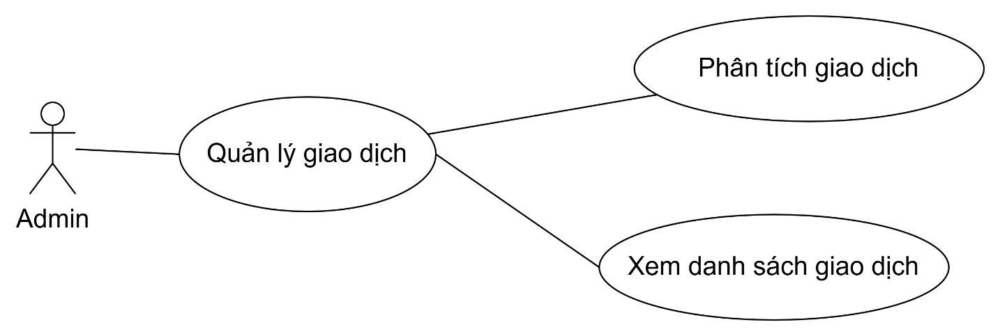 Phân tích giao dịch
Quản lý giao dịch
Admin
Xem danh sách giao dịch